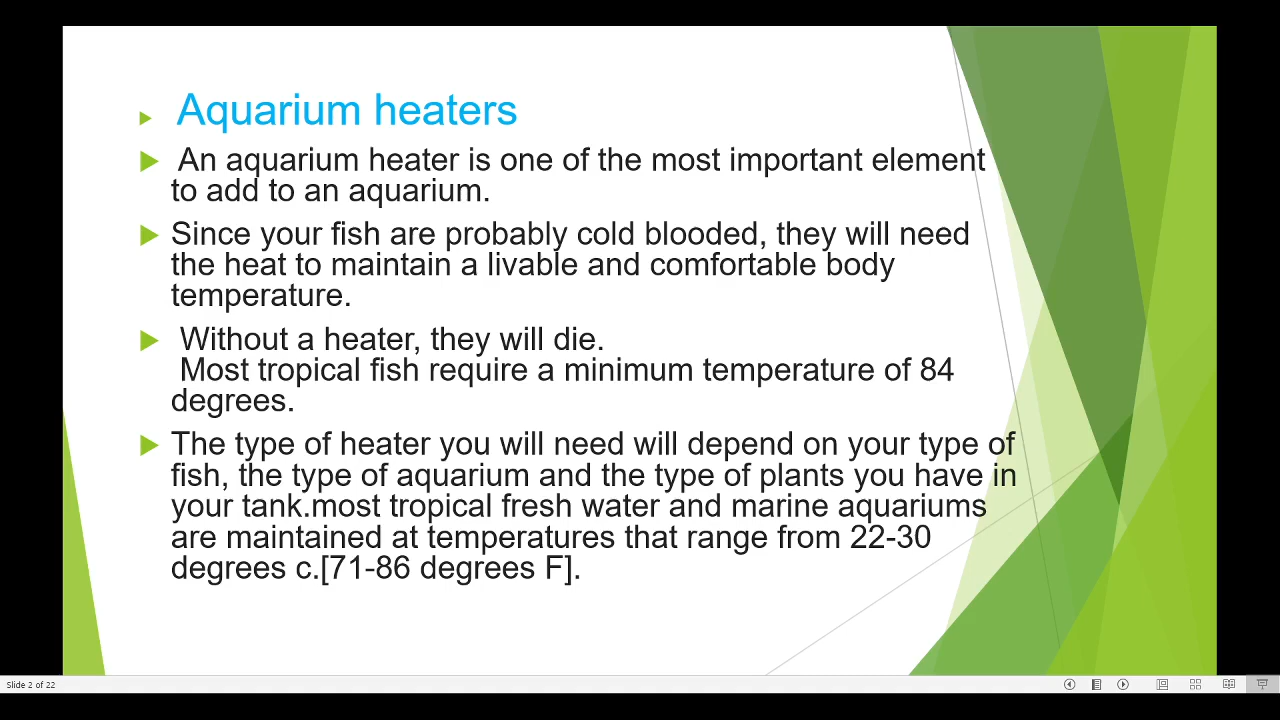 Aquarium heaters
An aquarium heater is one of the most important element
to add to an aquarium.
Since your fish are probably cold blooded, they will need
the heat to maintain a livable and comfortable body
temperature.
Without a heater, they will die.
Most tropical fish require a minimum temperature of 84
degrees.
The type of heater you will need will depend on your type of
fish, the type of aquarium and the type of plants you have in
your tank.most tropical fresh water and marine aquariums
are maintained at temperatures that range from 22-30
degrees c.[71-86 degrees F].
Slide 2 of 22